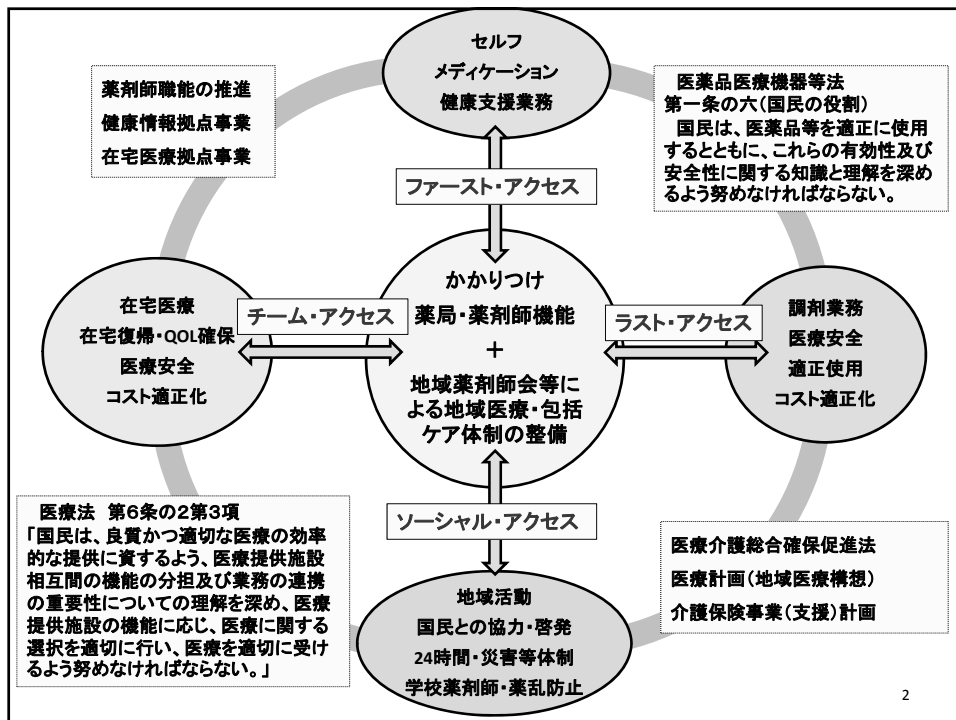 セルフ
メディケーション
健康支援業務
薬剤師職能の推進
健康情報拠点事業
在宅医療拠点事業
医薬品医療機器等法
第一条の六(国民の役割)
国民は、医薬品等を適正に使用
するとともに、これらの有効性及び
安全性に関する知識と理解を深め
るよう努めなければならない。
ファースト・アクセス
在宅医療
在宅復帰・QOL確保
医療安全
コスト適正化
チーム・アクセス
かかりつけ
薬局・薬剤師機能
+
地域薬剤師会等に
よる地域医療・包括
ケア体制の整備
ラスト・アクセス
調剤業務
医療安全
適正使用
コスト適正化
ソーシャル・アクセス
医療法 第6条の2第3項
「国民は、良質かつ適切な医療の効率
的な提供に資するよう、医療提供施設
相互間の機能の分担及び業務の連携
の重要性についての理解を深め、医療
提供施設の機能に応じ、医療に関する
選択を適切に行い、医療を適切に受け
るよう努めなければならない。」
地域活動
国民との協力・啓発
24時間・災害等体制
学校薬剤師・薬乱防止
医療介護総合確保促進法
医療計画(地域医療構想)
介護保険事業(支援)計画
2